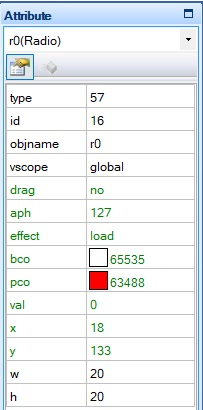 Attribute
r0(Radio)
type 57
id 16
objname r0
vscope global
drag no
aph 127
effect load
bco 65535
pco 63488
val 0
x 18
y 133
w 20
h 20